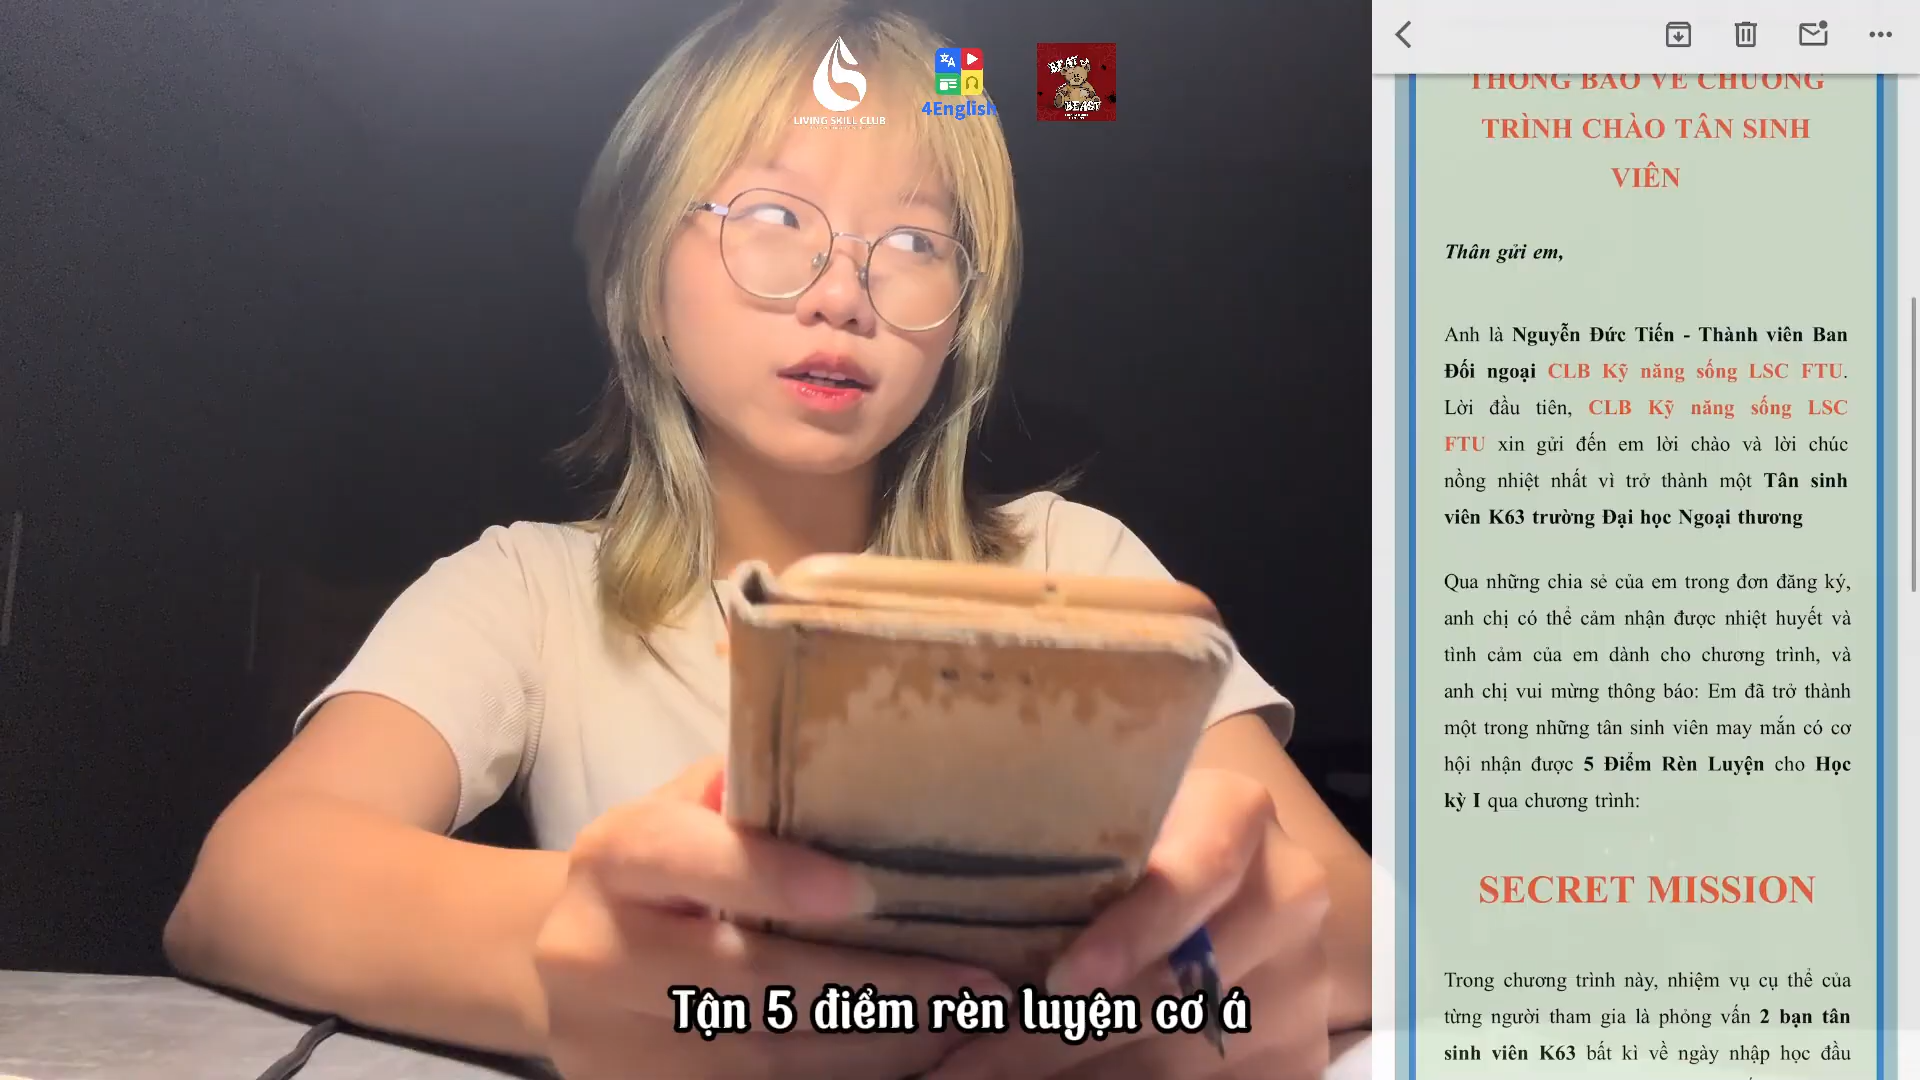 LIVING SKILL CLUB
4English
BEAT
BEAST
Tận 5 điểm rèn luyện cơ á
THÔNG BÁO VỀ CHƯƠNG
TRÌNH CHÀO TÂN SINH
VIÊN
Thân gửi em,
Anh là Nguyễn Đức Tiến - Thành viên Ban
Đối ngoại CLB Kỹ năng sống LSC FTU.
Lời đầu tiên, CLB Kỹ năng sống LSC
FTU xin gửi đến em lời chào và lời chúc
nồng nhiệt nhất vì trở thành một Tân sinh
viên K63 trường Đại học Ngoại thương
Qua những chia sẻ của em trong đơn đăng ký,
anh chị có thể cảm nhận được nhiệt huyết và
tình cảm của em dành cho chương trình, và
anh chị vui mừng thông báo: Em đã trở thành
một trong những tân sinh viên may mắn có cơ
hội nhận được 5 Điểm Rèn Luyện cho Học
kỳ I qua chương trình:
SECRET MISSION
Trong chương trình này, nhiệm vụ cụ thể của
từng người tham gia là phỏng vấn 2 bạn tân
sinh viên K63 bất kì về ngày nhập học đầu